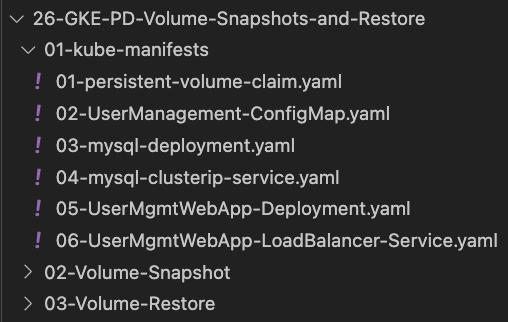 26-GKE-PD-Volume-Snapshots-and-Restore
01-kube-manifests
! 01-persistent-volume-claim.yaml
! 02-UserManagement-ConfigMap.yaml
! 03-mysql-deployment.yaml
! 04-mysql-clusterip-service.yaml
! 05-UserMgmtWebApp-Deployment.yaml
! 06-UserMgmtWebApp-LoadBalancer-Service.yaml
02-Volume-Snapshot
03-Volume-Restore